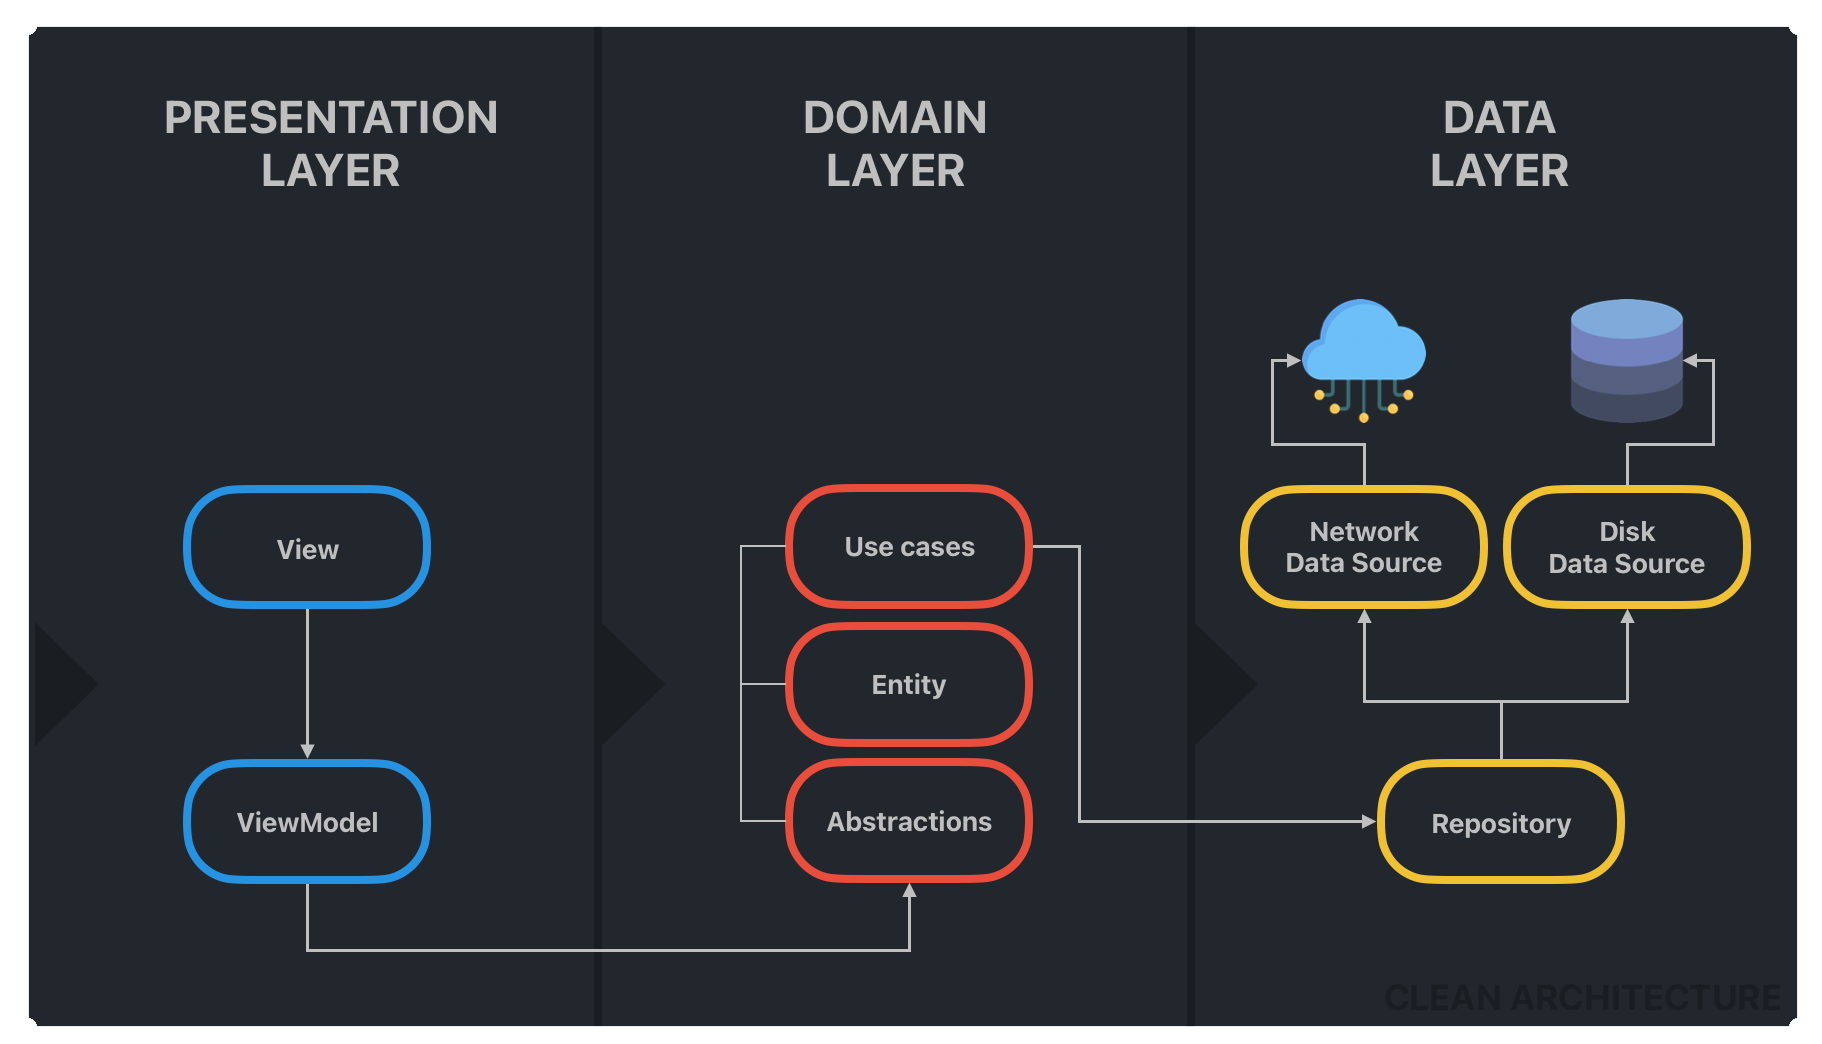 PRESENTATION
LAYER
DOMAIN
LAYER
DATA
LAYER
View
ViewModel
Use cases
Entity
Abstractions
Network
Data Source
Disk
Data Source
Repository
CLEAN ARCHITECTURE